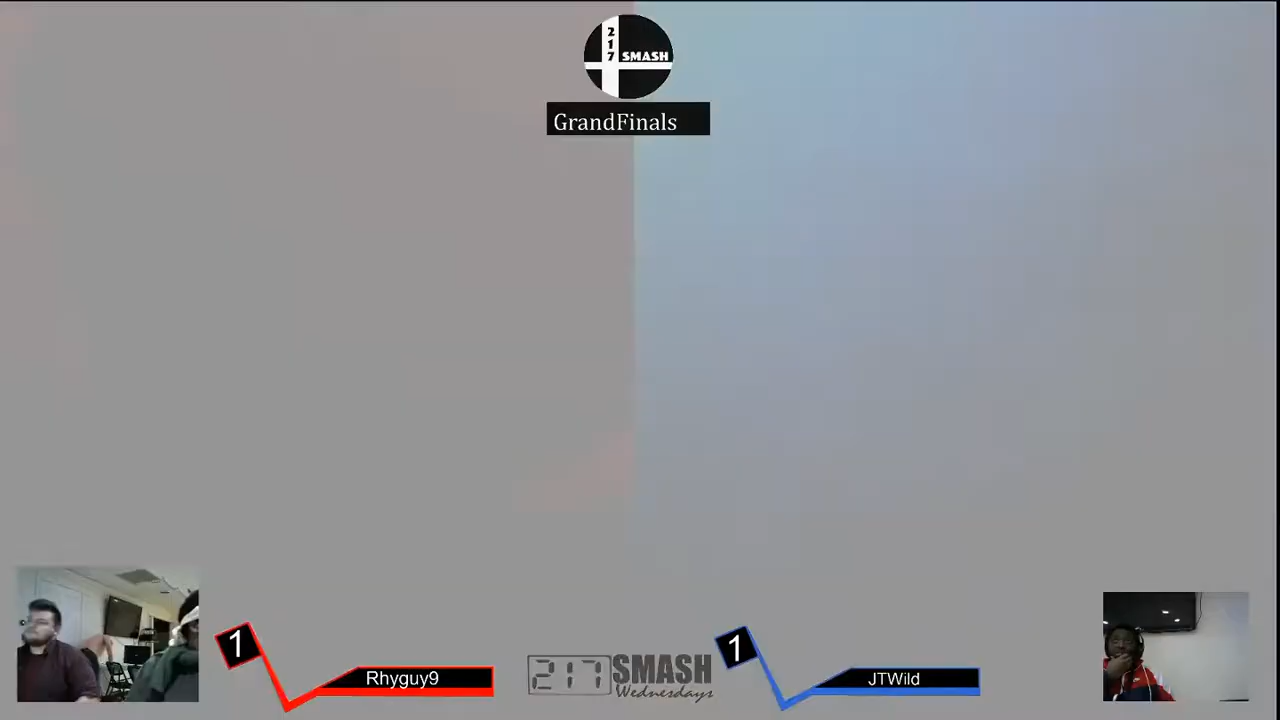 2
1
7
SMASH
GrandFinals
1
Rhyguy9
217 SMASH
Wednesdays
1
JTWild